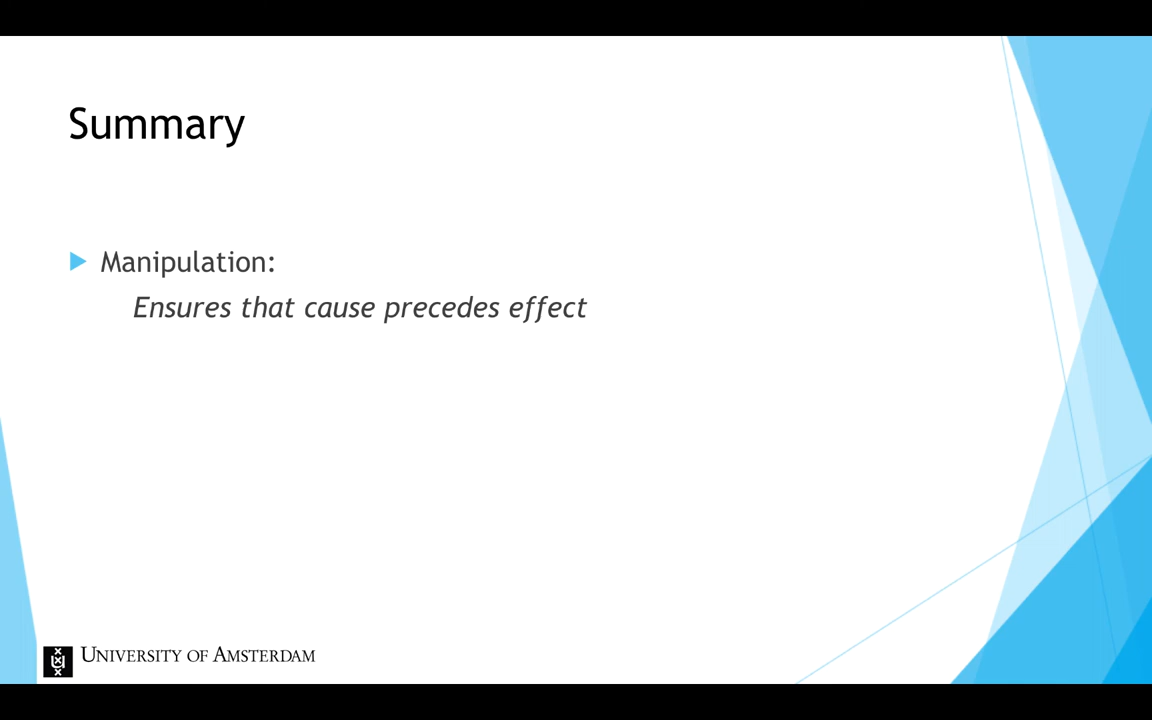 Summary
Manipulation:
Ensures that cause precedes effect
UNIVERSITY OF AMSTERDAM